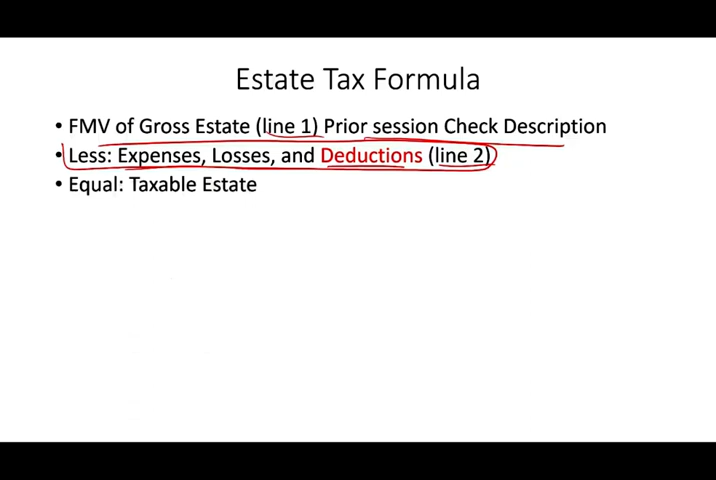 Estate Tax Formula
• FMV of Gross Estate (line 1) Prior session Check Description
• Less: Expenses, Losses, and Deductions (line 2)
• Equal: Taxable Estate